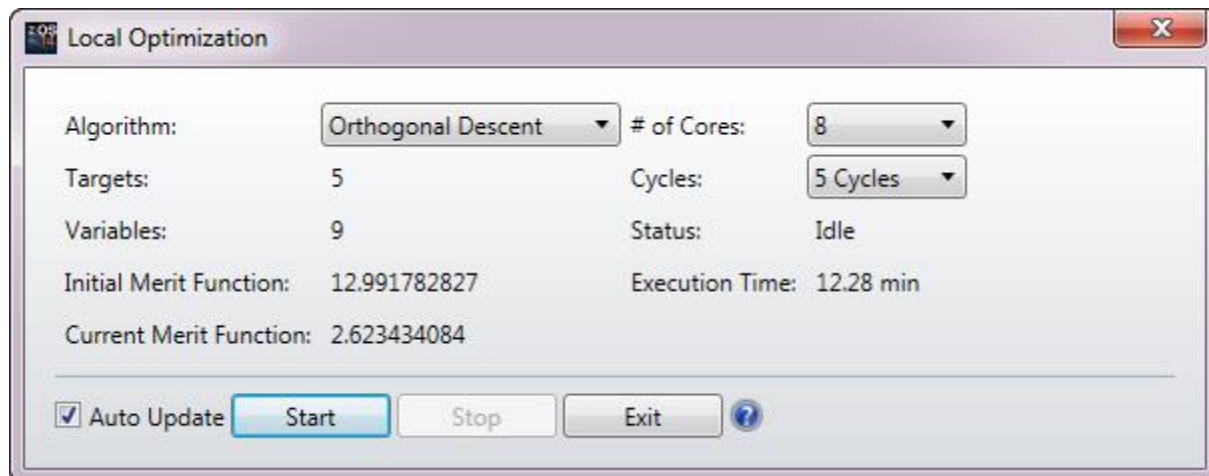 Local Optimization
Algorithm: Orthogonal Descent # of Cores: 8
Targets: 5 Cycles: 5 Cycles
Variables: 9 Status: Idle
Initial Merit Function: 12.991782827 Execution Time: 12.28 min
Current Merit Function: 2.623434084
Auto Update Start Stop Exit ?